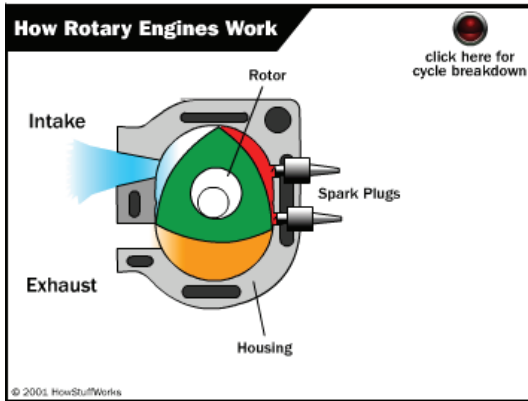 How Rotary Engines Work
click here for
cycle breakdown
Rotor
Intake
Spark Plugs
Exhaust
Housing
© 2001 HowStuffWorks